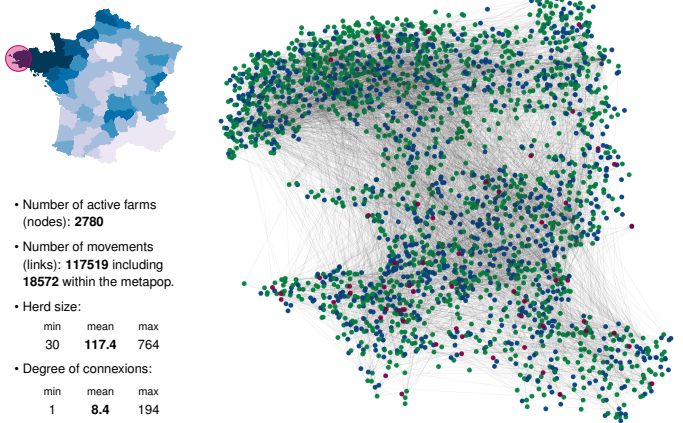 • Number of active farms
(nodes): 2780
• Number of movements
(links): 117519 including
18572 within the metapop.
• Herd size:
min mean max
30 117.4 764
• Degree of connexions:
min mean max
1 8.4 194